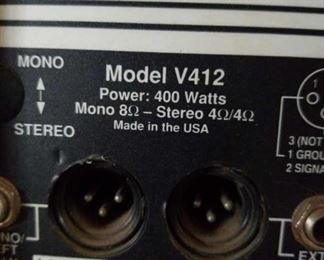 MONO
STEREO
Model V412
Power: 400 Watts
Mono 8Ω – Stereo 4Ω/4Ω
Made in the USA
1
3 (NOT
1 GROU
2 SIGNA
EXT